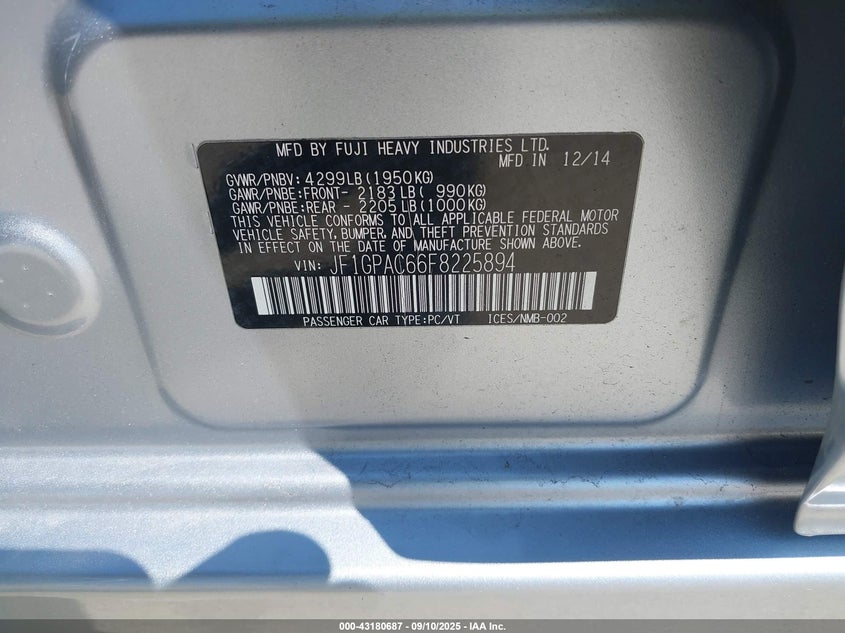 MFD BY FUJI HEAVY INDUSTRIES LTD.
MFD IN 12/14
GVWR/PNBV: 4299LB(1950KG)
GAWR/PNBE:FRONT- 2183LB( 990KG)
GAWR/PNBE:REAR - 2205LB(1000KG)
THIS VEHICLE CONFORMS TO ALL APPLICABLE FEDERAL MOTOR
VEHICLE SAFETY, BUMPER, AND THEFT PREVENTION STANDARDS
IN EFFECT ON THE DATE OF MANUFACTURE SHOWN ABOVE.
VIN: JF1GPAC66F8225894
PASSENGER CAR TYPE:PC/VT ICES/NMB-002
000-43180687 - 09/10/2025 - IAA Inc.